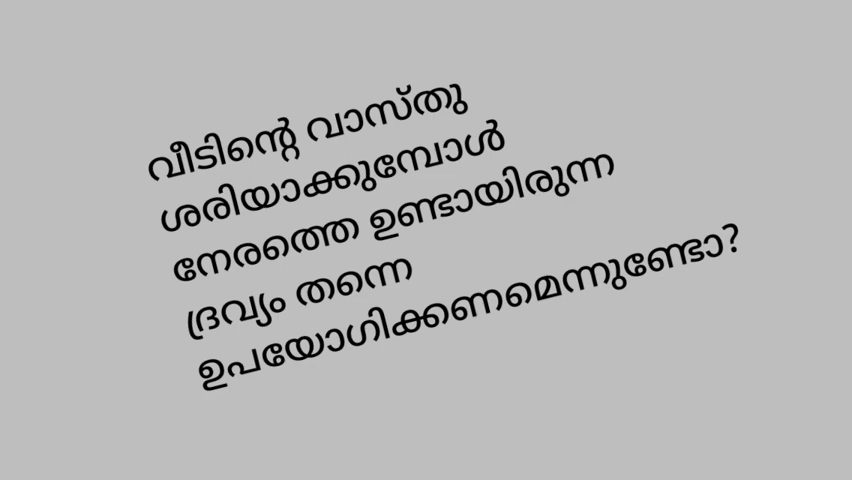 വീടിന്റെ വാസ്തു
ശരിയാക്കുമ്പോൾ
നേരത്തെ ഉണ്ടായിരുന്ന
ദ്രവ്യം തന്നെ
ഉപയോഗിക്കണമെന്നുണ്ടോ?